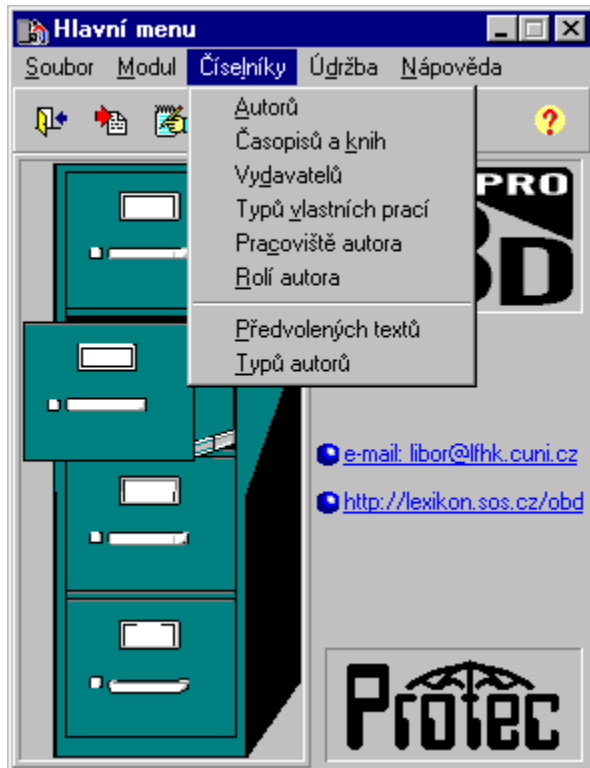 Hlavní menu
Soubor Modul Číselníky Údržba Nápověda
?
Autorů
Časopisů a knih
Vydavatelů
Typů vlastních prací
Pracoviště autora
Rolí autora
Předvolených textů
Typů autorů
PRO
BD
e-mail: libor@lfhk.cuni.cz
http://lexikon.sos.cz/obd
Protec